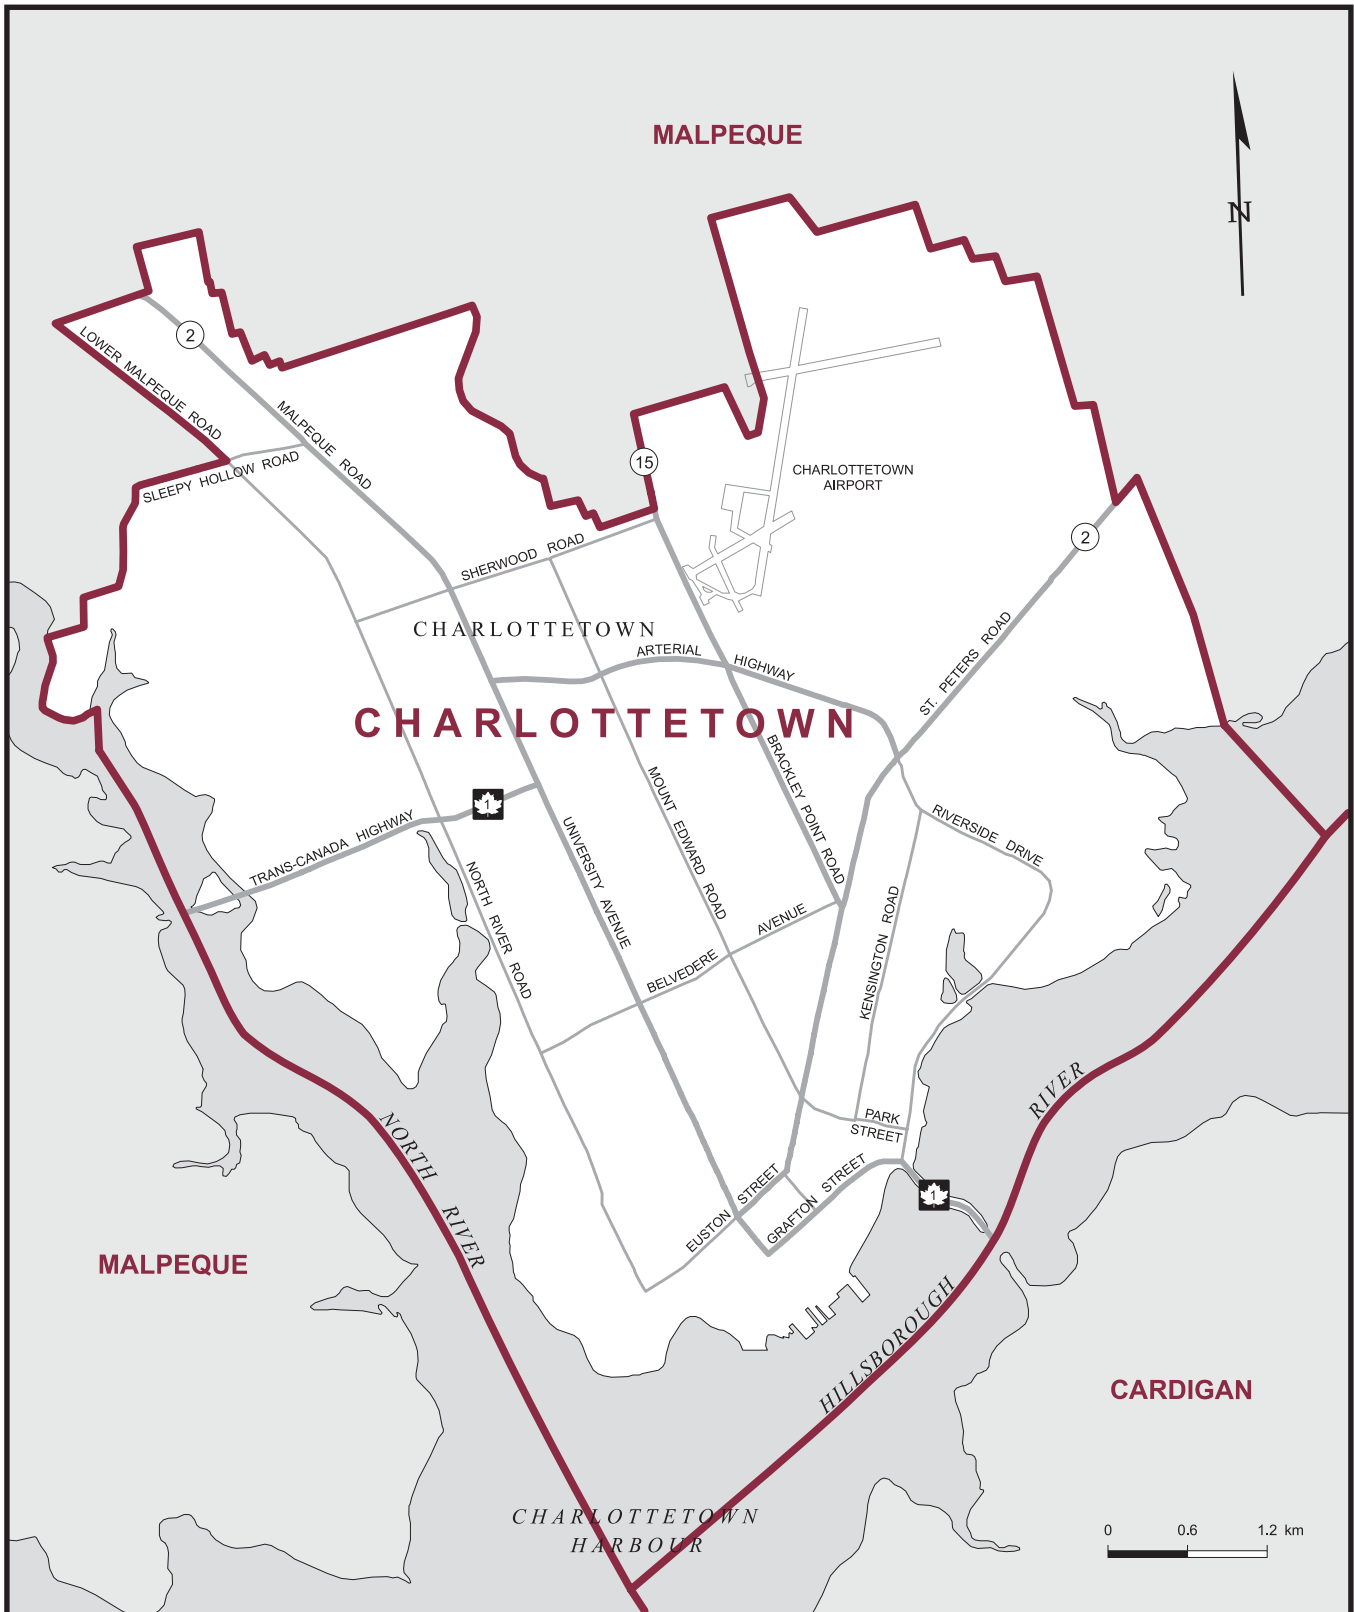 MALPEQUE
N
2
LOWER MALPEQUE ROAD
MALPEQUE ROAD
SLEEPY HOLLOW ROAD
15
CHARLOTTETOWN
AIRPORT
2
SHERWOOD ROAD
CHARLOTTETOWN
ARTERIAL HIGHWAY
ST. PETERS ROAD
CHARLOTTETOWN
BRACKLEY POINT ROAD
MOUNT EDWARD ROAD
1
TRANS-CANADA HIGHWAY
UNIVERSITY AVENUE
RIVERSIDE DRIVE
NORTH RIVER ROAD
KENSINGTON ROAD
BELVEDERE AVENUE
PARK
STREET
NORTH RIVER
EUSTON STREET
GRAFTON STREET
1
HILLSBOROUGH RIVER
MALPEQUE
CARDIGAN
CHARLOTTETOWN
HARBOUR
0 0.6 1.2 km